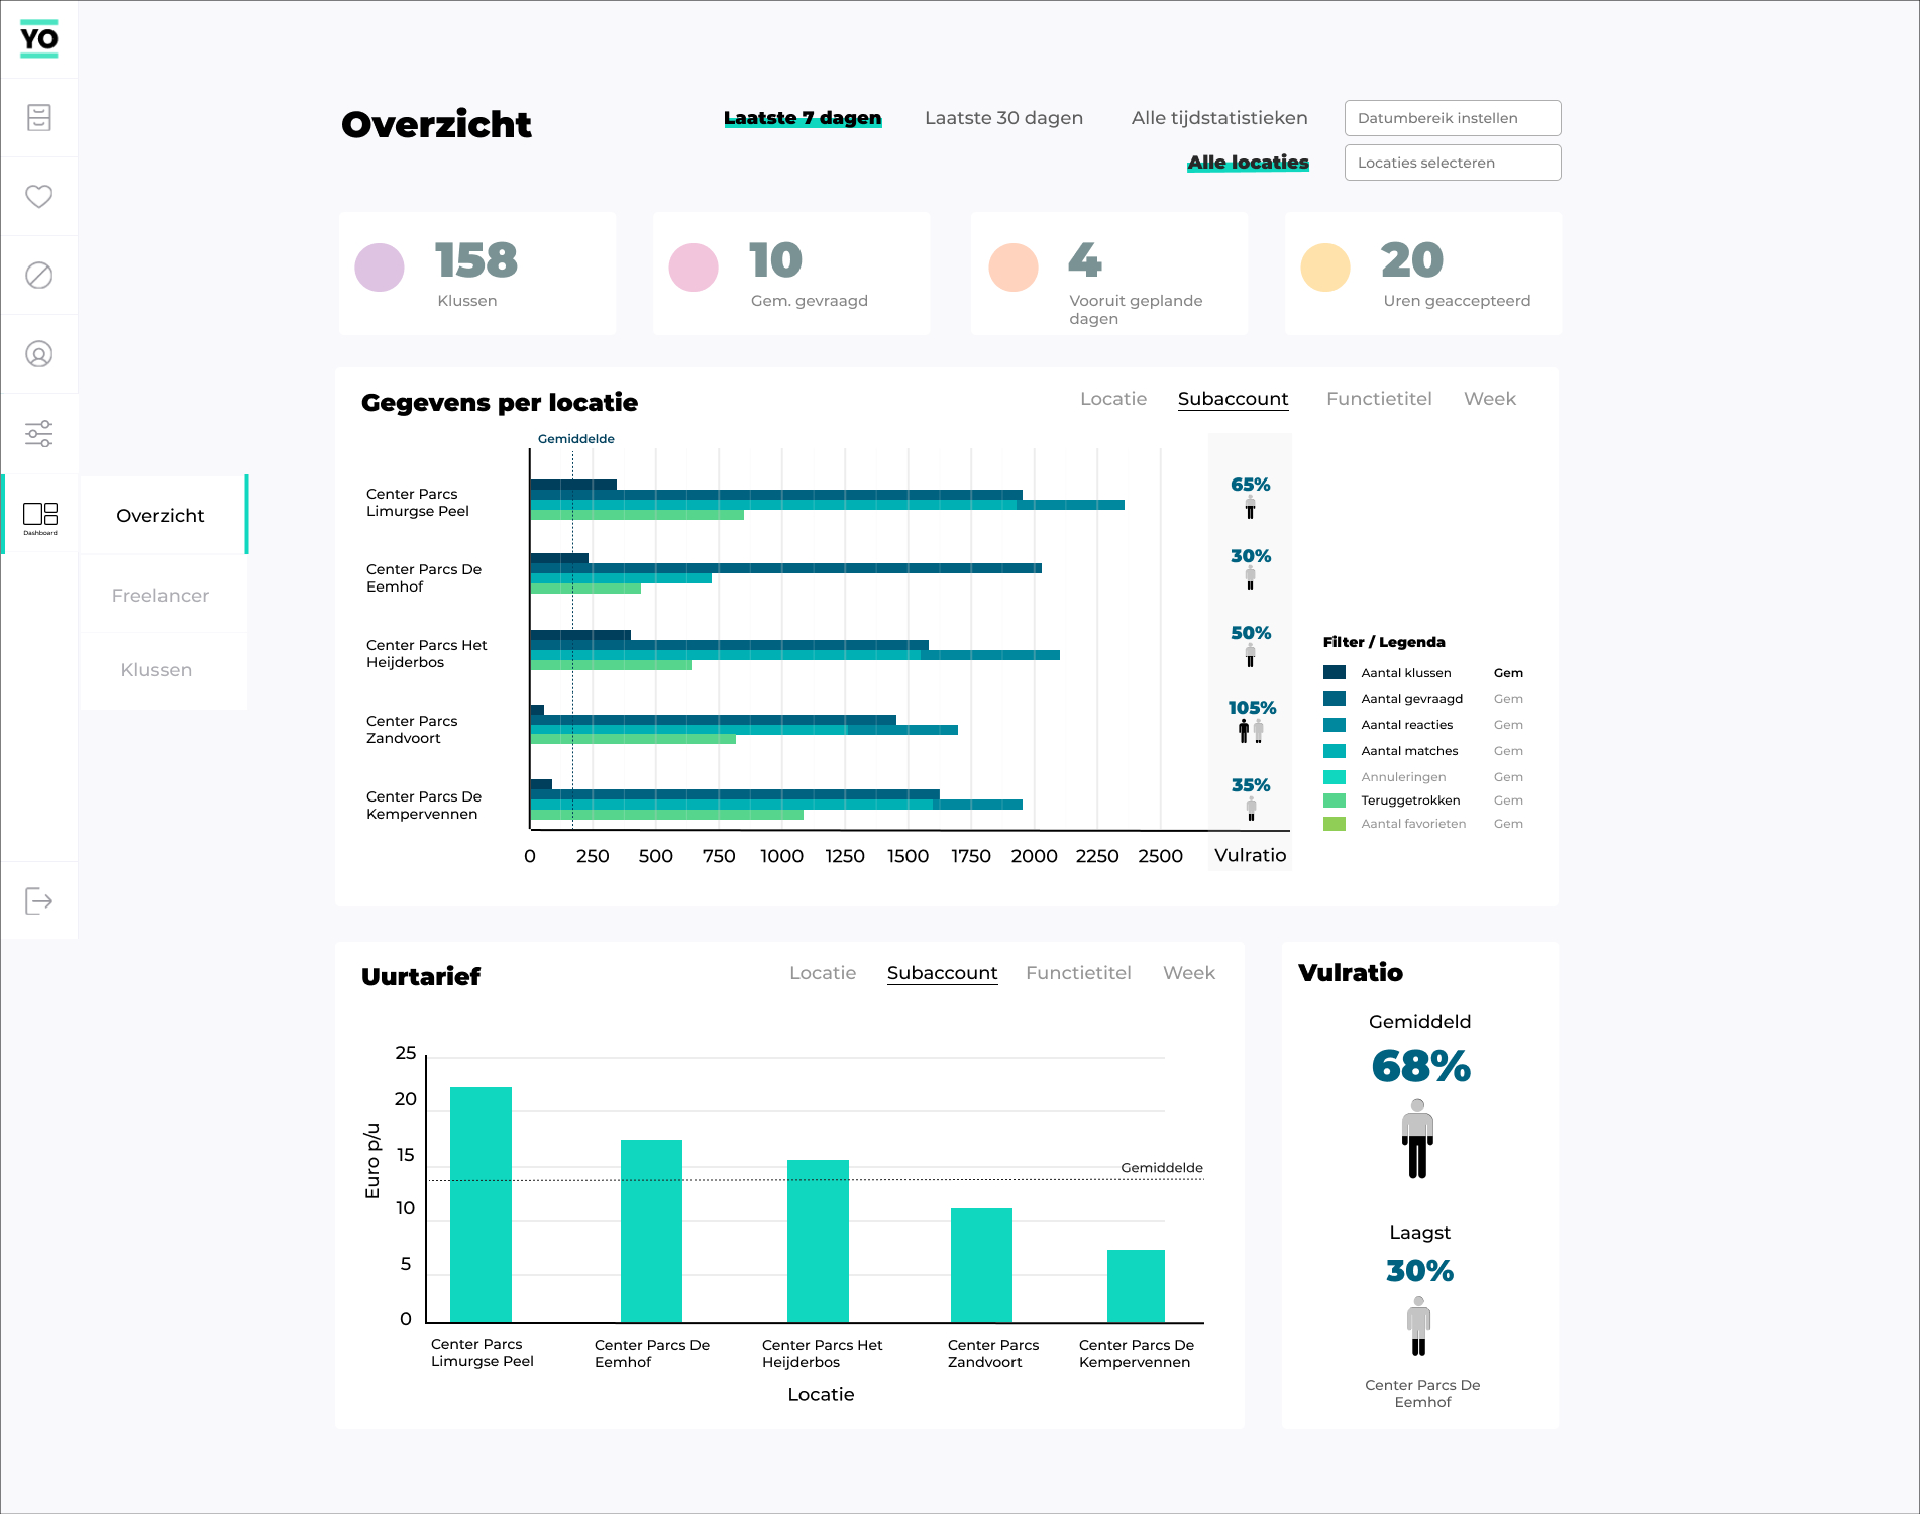 YO
Overzicht
Laatste 7 dagen
Laatste 30 dagen
Alle tijdstatistieken
Datumbereik instellen
Alle locaties
Locaties selecteren
158
Klussen
10
Gem. gevraagd
4
Vooruit geplande
dagen
20
Uren geaccepteerd
Dashboard
Overzicht
Freelancer
Klussen
Gegevens per locatie
Locatie
Subaccount
Functietitel
Week
Gemiddelde
Center Parcs
Limurgse Peel
65%
Center Parcs De
Eemhof
30%
Center Parcs Het
Heijderbos
50%
Center Parcs
Zandvoort
105%
Center Parcs De
Kempervennen
35%
0 250 500 750 1000 1250 1500 1750 2000 2250 2500 Vulratio
Filter / Legenda
Aantal klussen Gem
Aantal gevraagd Gem
Aantal reacties Gem
Aantal matches Gem
Annuleringen Gem
Teruggetrokken Gem
Aantal favorieten Gem
Uurtarief
Locatie
Subaccount
Functietitel
Week
25
20
15
10
5
0
Euro p/u
Gemiddelde
Center Parcs
Limurgse Peel
Center Parcs De
Eemhof
Center Parcs Het
Heijderbos
Center Parcs
Zandvoort
Center Parcs De
Kempervennen
Locatie
Vulratio
Gemiddeld
68%
Laagst
30%
Center Parcs De
Eemhof